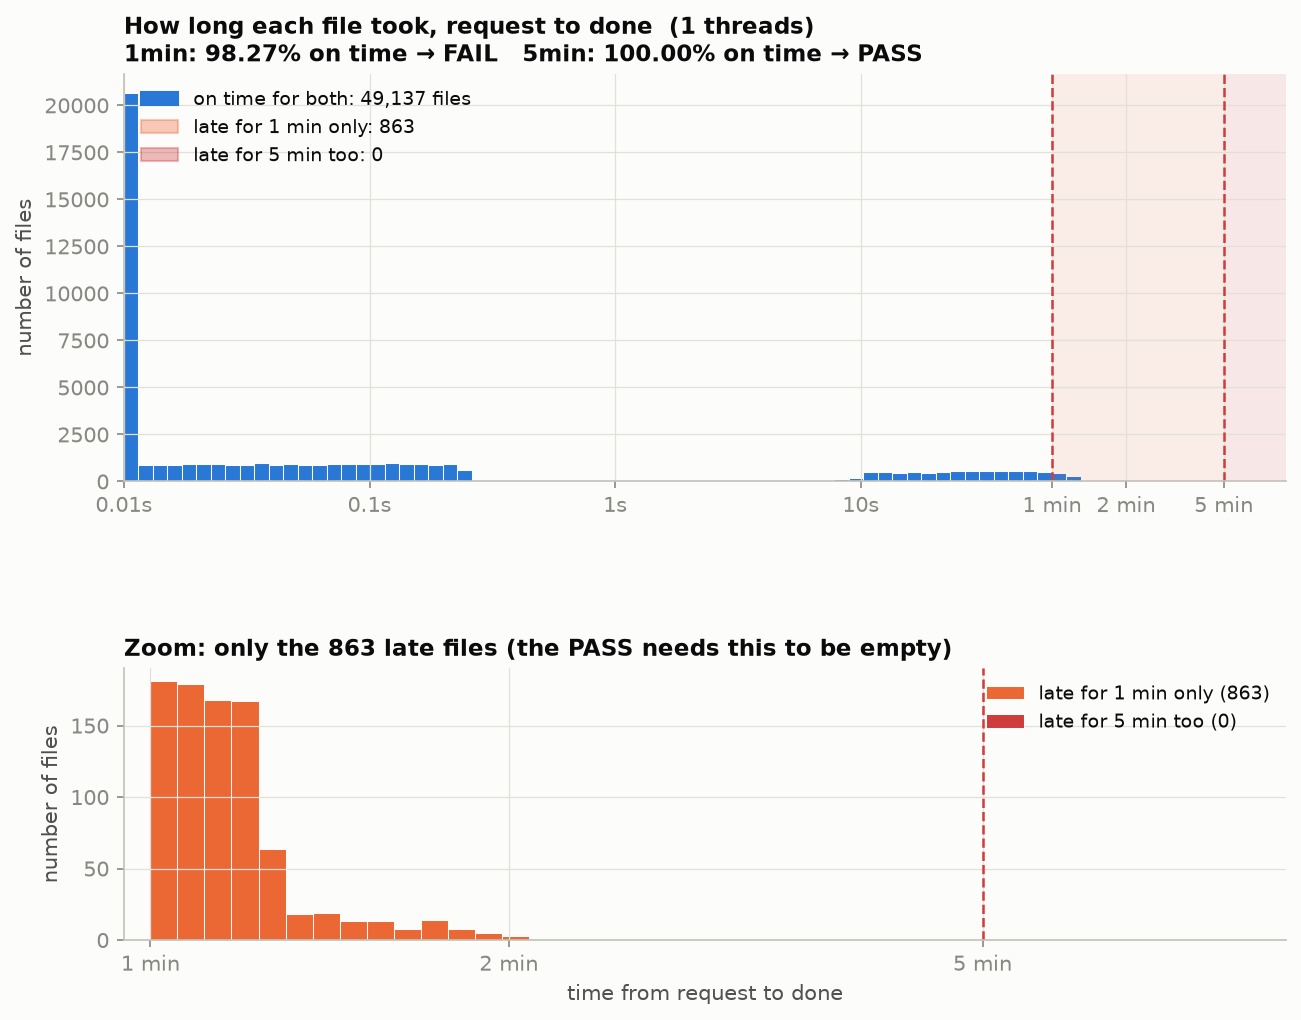 How long each file took, request to done  (1 threads)
1min: 98.27% on time → FAIL   5min: 100.00% on time → PASS
on time for both: 49,137 files
late for 1 min only: 863
late for 5 min too: 0
number of files
20000
17500
15000
12500
10000
7500
5000
2500
0
0.01s
0.1s
1s
10s
1 min
2 min
5 min
Zoom: only the 863 late files (the PASS needs this to be empty)
late for 1 min only (863)
late for 5 min too (0)
number of files
150
100
50
0
1 min
2 min
5 min
time from request to done